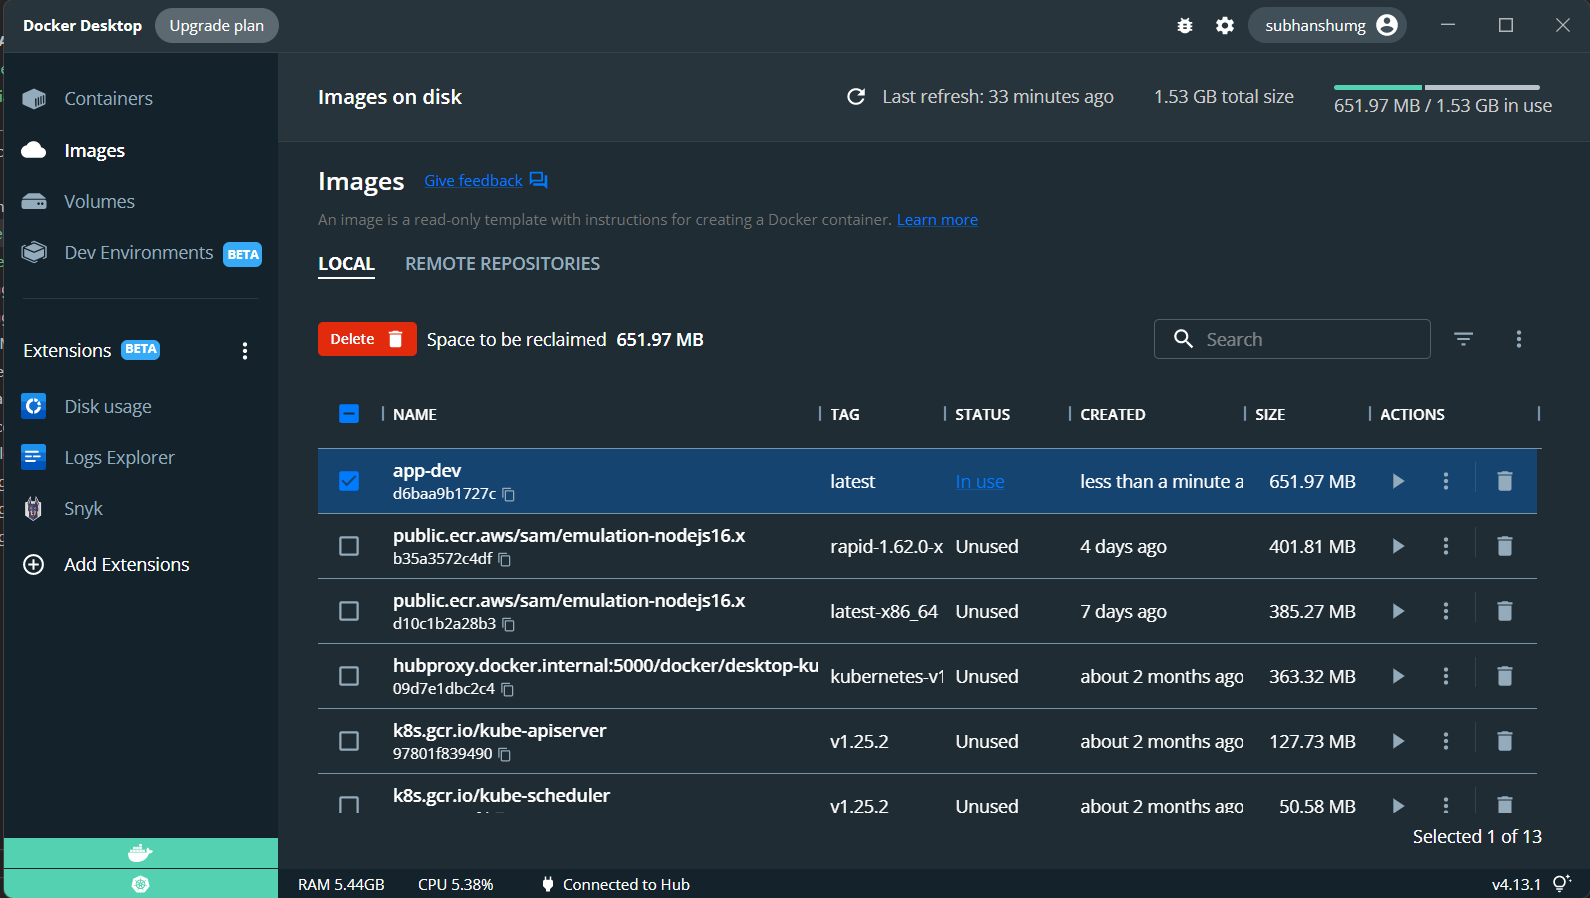 Docker Desktop Upgrade plan subhanshumg
Containers
Images
Volumes
Dev Environments BETA
Extensions BETA
Disk usage
Logs Explorer
Snyk
Add Extensions
Images on disk Last refresh: 33 minutes ago 1.53 GB total size 651.97 MB / 1.53 GB in use
Images Give feedback
An image is a read-only template with instructions for creating a Docker container. Learn more
LOCAL REMOTE REPOSITORIES
Delete Space to be reclaimed 651.97 MB Search
NAME TAG STATUS CREATED SIZE ACTIONS
app-dev
d6baa9b1727c latest In use less than a minute a 651.97 MB
public.ecr.aws/sam/emulation-nodejs16.x
b35a3572c4df rapid-1.62.0-x Unused 4 days ago 401.81 MB
public.ecr.aws/sam/emulation-nodejs16.x
d10c1b2a28b3 latest-x86_64 Unused 7 days ago 385.27 MB
hubproxy.docker.internal:5000/docker/desktop-ku
09d7e1dbc2c4 kubernetes-v1 Unused about 2 months ago 363.32 MB
k8s.gcr.io/kube-apiserver
97801f839490 v1.25.2 Unused about 2 months ago 127.73 MB
k8s.gcr.io/kube-scheduler
v1.25.2 Unused about 2 months ago 50.58 MB
Selected 1 of 13
RAM 5.44GB CPU 5.38% Connected to Hub v4.13.1